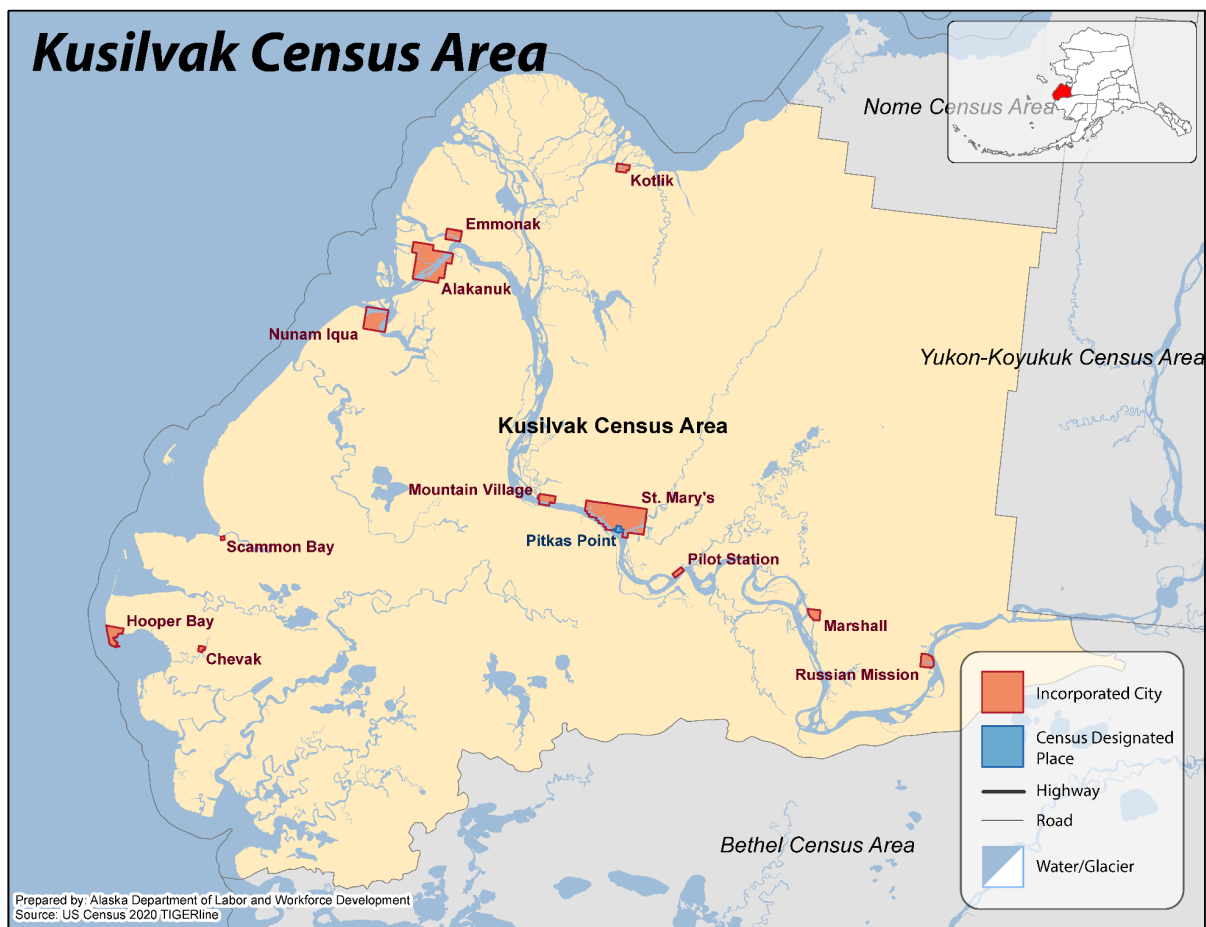 Kusilvak Census Area
Nome Census Area
Kotlik
Emmonak
Alakanuk
Nunam Iqua
Yukon-Koyukuk Census Area
Kusilvak Census Area
Mountain Village
St. Mary's
Pitkas Point
Scammon Bay
Pilot Station
Hooper Bay
Marshall
Chevak
Russian Mission
Incorporated City
Census Designated
Place
Highway
Road
Water/Glacier
Bethel Census Area
Prepared by: Alaska Department of Labor and Workforce Development
Source: US Census 2020 TIGERline